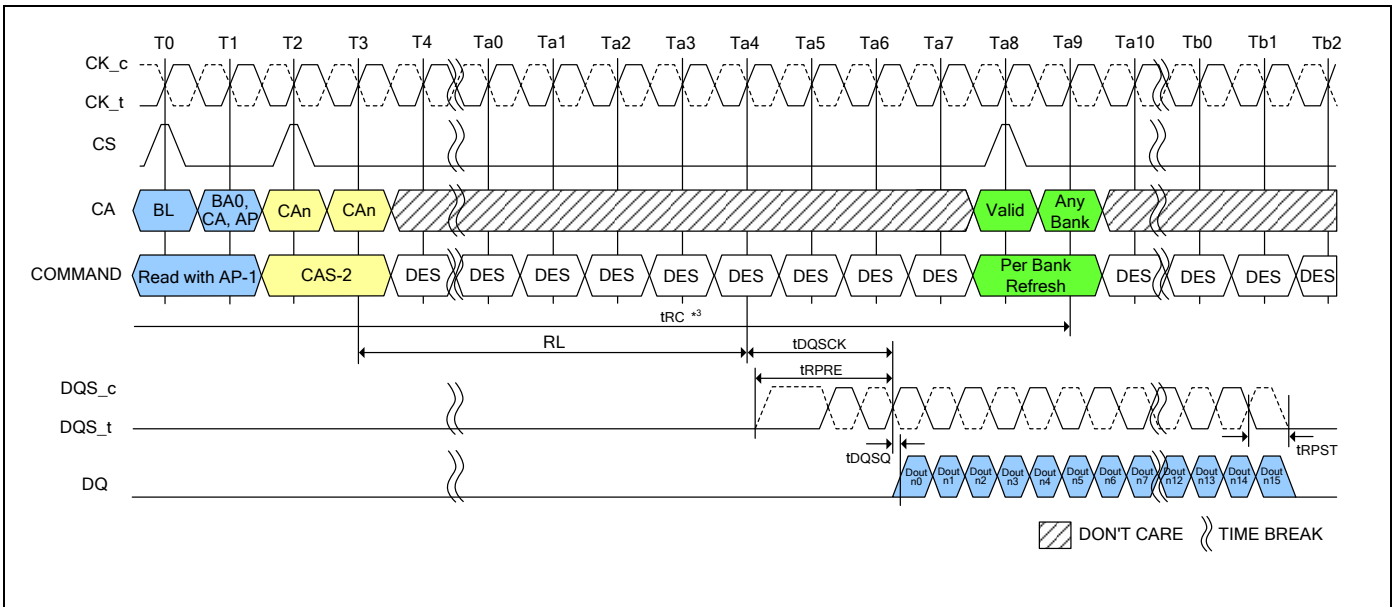 T0 T1 T2 T3 T4 Ta0 Ta1 Ta2 Ta3 Ta4 Ta5 Ta6 Ta7 Ta8 Ta9 Ta10 Tb0 Tb1 Tb2
CK_c
CK_t
CS
CA BL BA0, CA, AP CAn CAn Valid Any Bank
COMMAND Read with AP-1 CAS-2 DES DES DES DES DES DES DES DES DES Per Bank Refresh DES DES DES DES
tRC *3
RL tDQSCK
tRPRE
DQS_c
DQS_t
tDQSQ tRPST
DQ Dout n0 Dout n1 Dout n2 Dout n3 Dout n4 Dout n5 Dout n6 Dout n7 Dout n12 Dout n13 Dout n14 Dout n15
DON'T CARE TIME BREAK